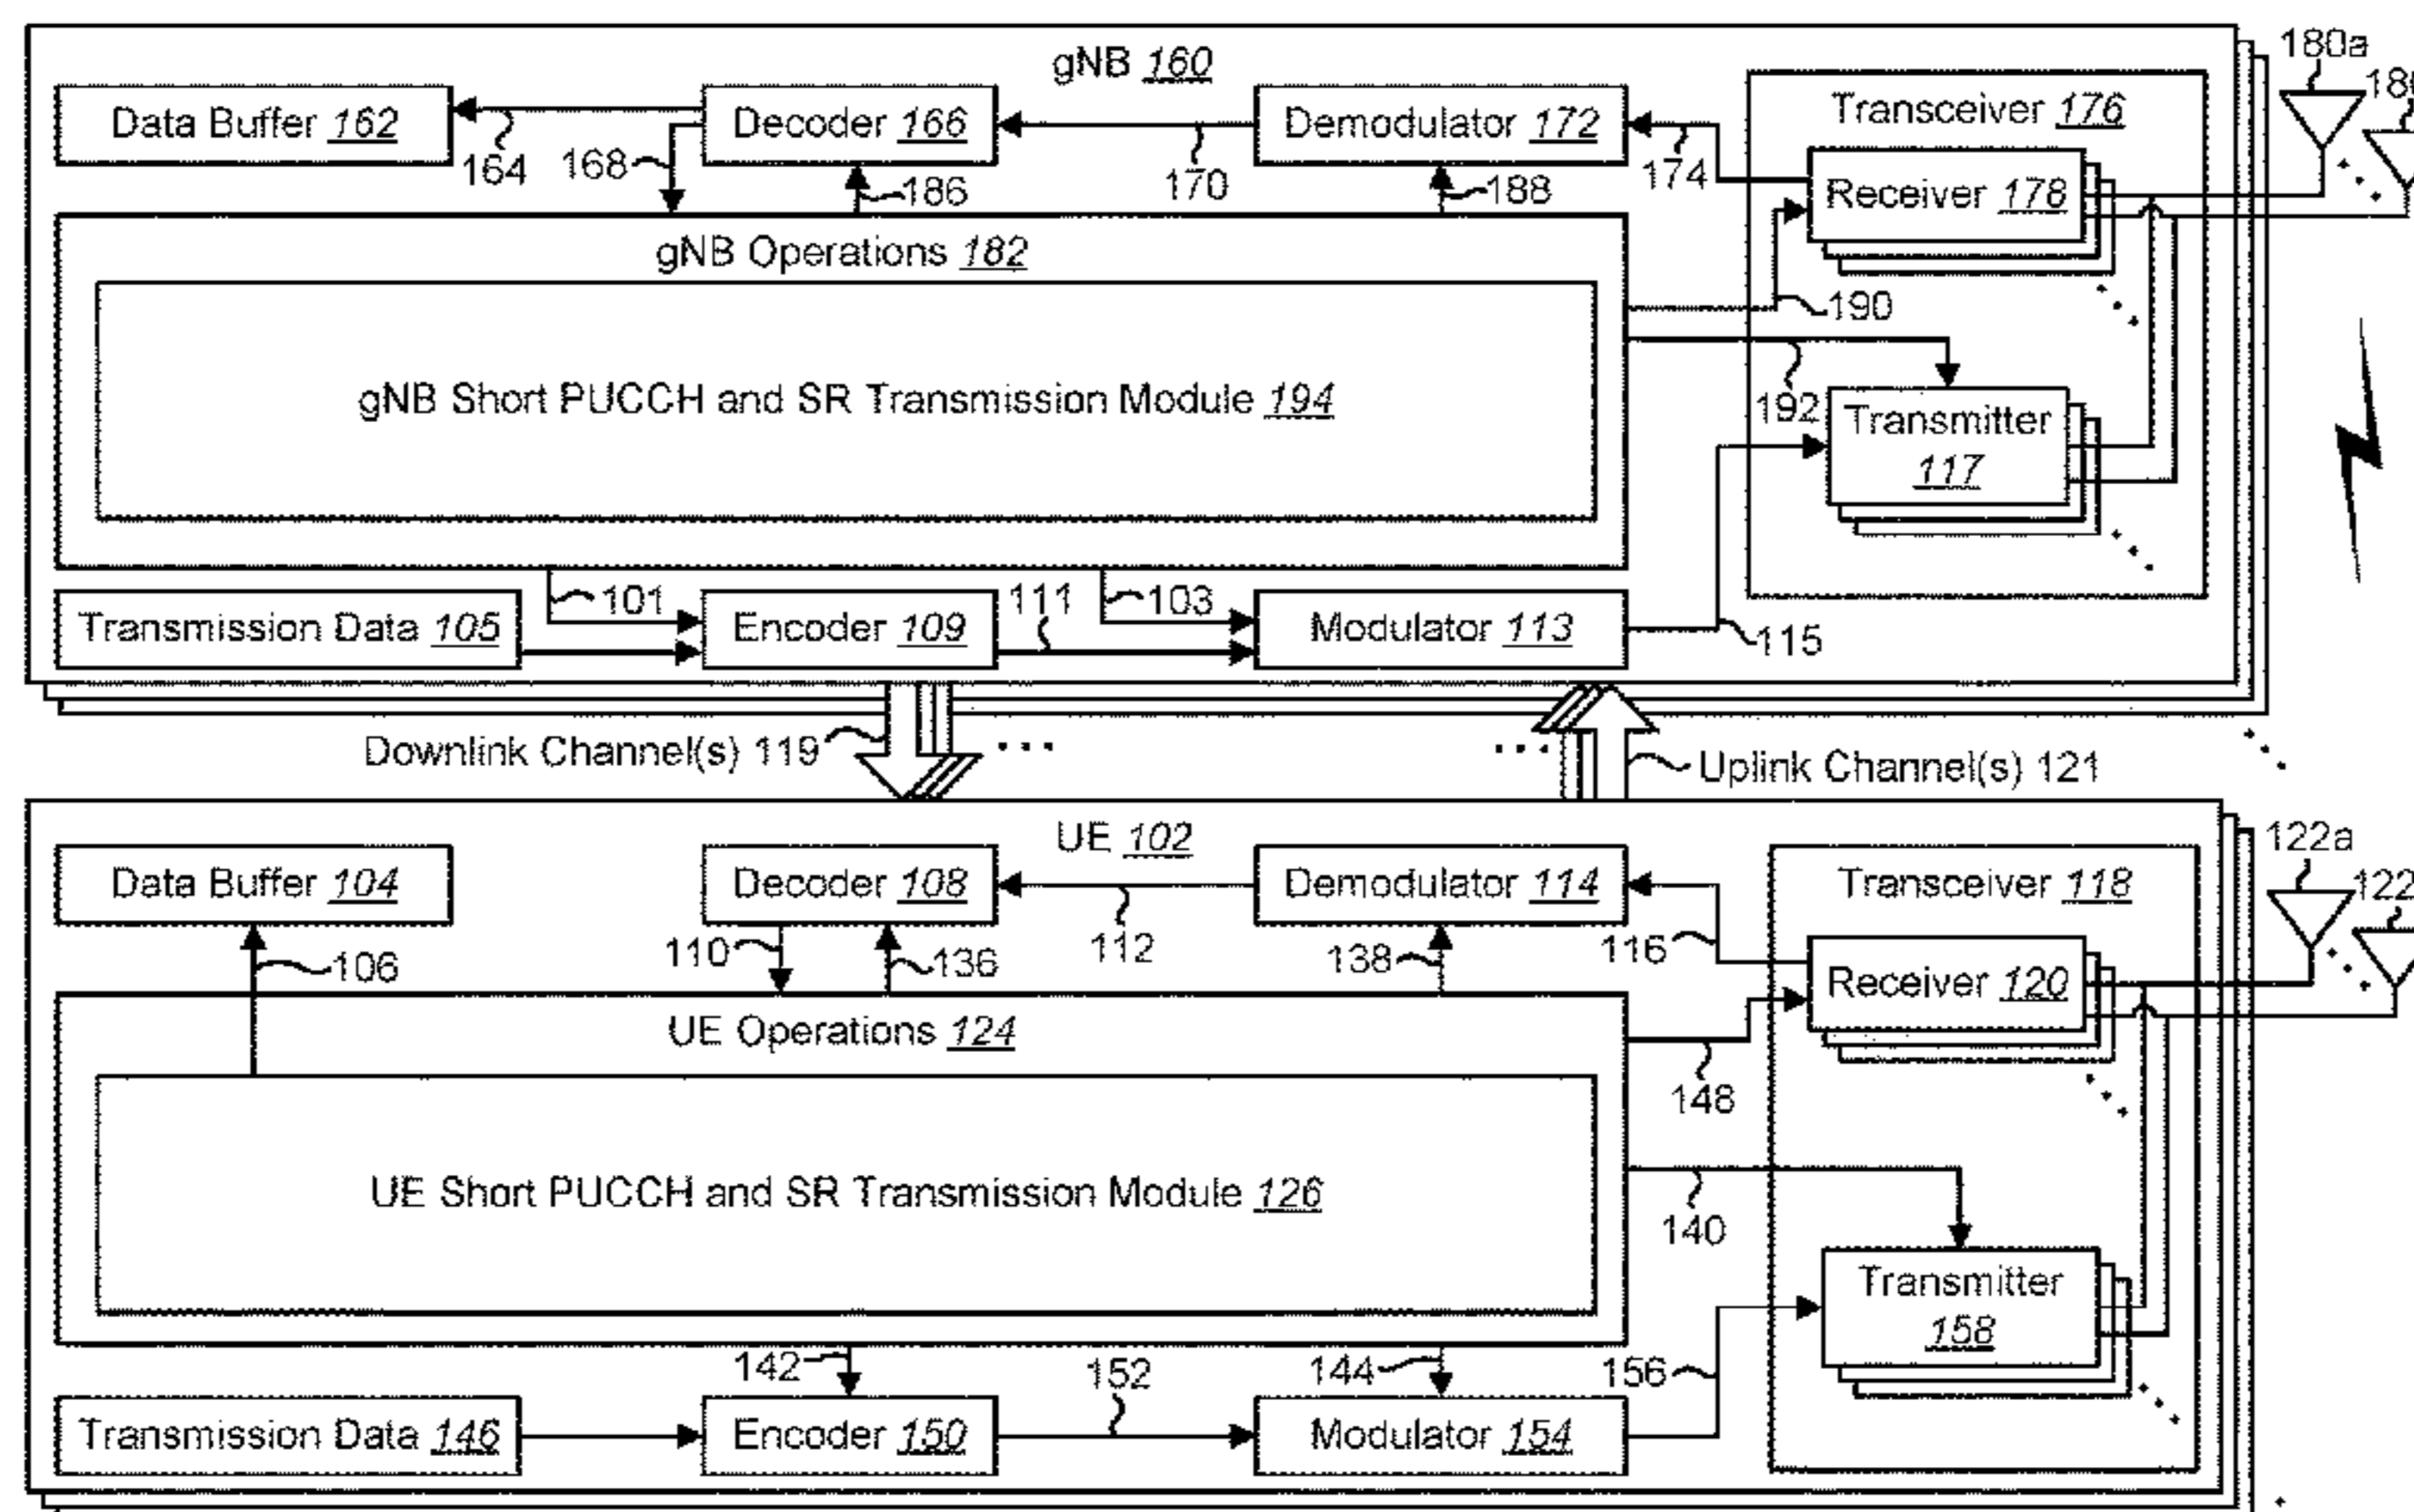 gNB 160
180a
Data Buffer 162
Decoder 166
Demodulator 172
Transceiver 176
164
168
186
170
188
174
Receiver 178
gNB Operations 182
190
gNB Short PUCCH and SR Transmission Module 194
192
Transmitter
117
101
111
103
Transmission Data 105
Encoder 109
Modulator 113
115
Downlink Channel(s) 119
Uplink Channel(s) 121
UE 102
122a
Data Buffer 104
Decoder 108
Demodulator 114
Transceiver 118
106
110
136
112
138
116
Receiver 120
UE Operations 124
148
UE Short PUCCH and SR Transmission Module 126
140
Transmitter
158
142
152
144
156
Transmission Data 146
Encoder 150
Modulator 154